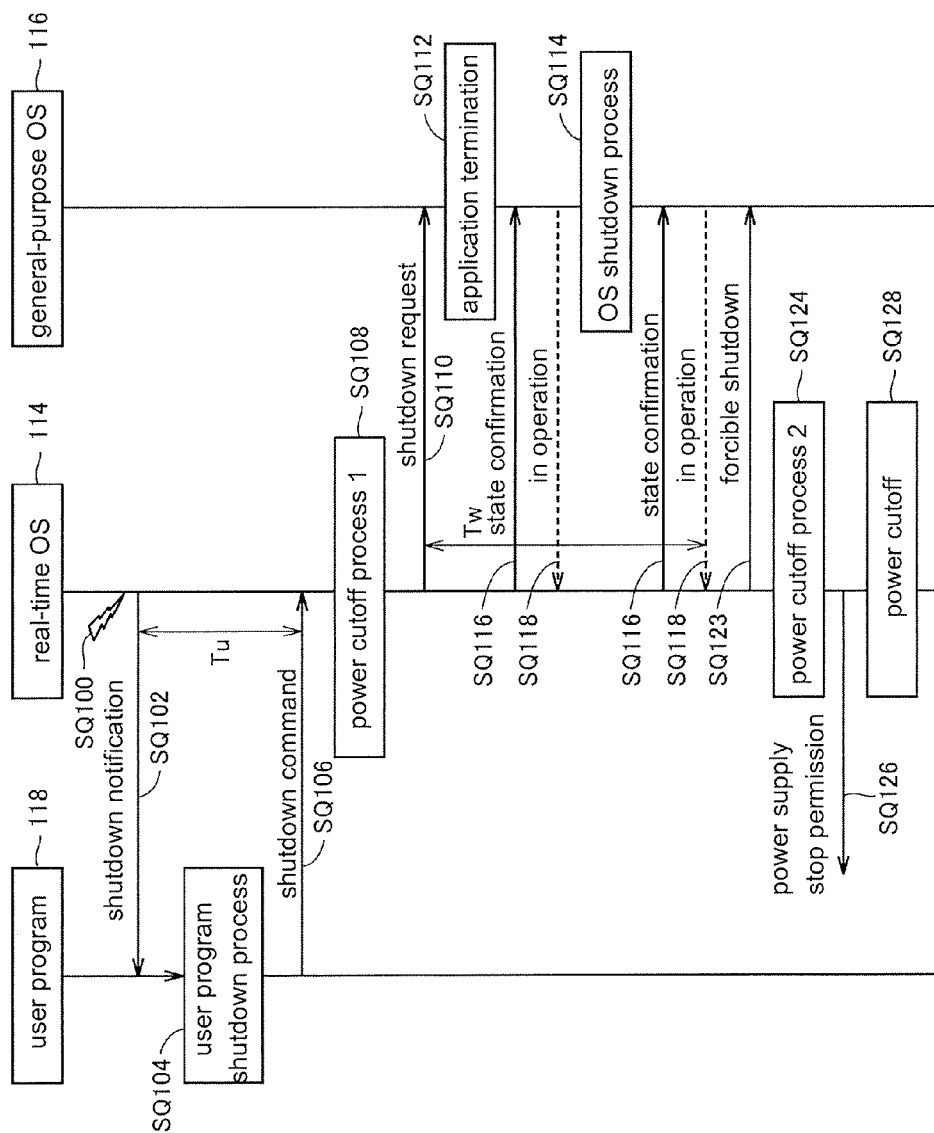 user program
118
real-time OS
114
general-purpose OS
116
SQ100
shutdown notification
SQ102
Tu
SQ104
user program
shutdown process
shutdown command
SQ106
power cutoff process 1
SQ108
shutdown request
SQ110
application termination
SQ112
Tw
state confirmation
SQ116
in operation
SQ118
OS shutdown process
SQ114
state confirmation
SQ116
in operation
SQ118
forcible shutdown
SQ123
power cutoff process 2
SQ124
power supply
stop permission
SQ126
power cutoff
SQ128